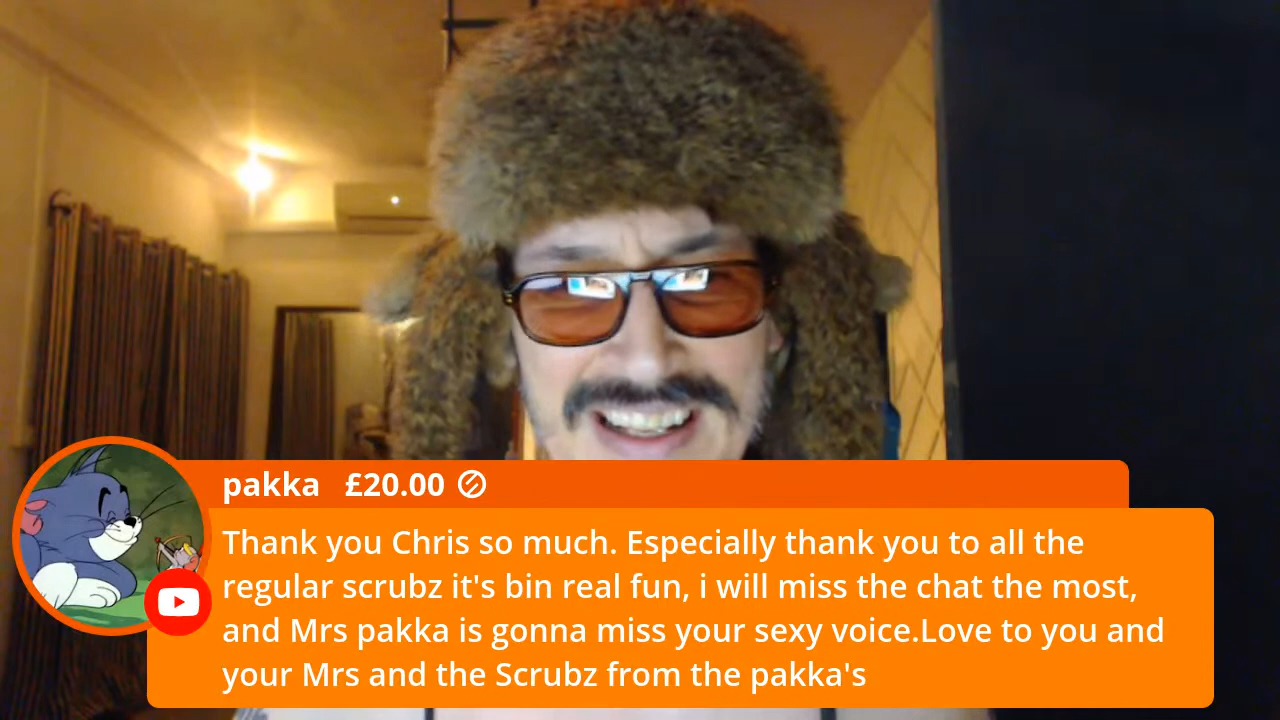 pakka £20.00
Thank you Chris so much. Especially thank you to all the
regular scrubz it's bin real fun, i will miss the chat the most,
and Mrs pakka is gonna miss your sexy voice.Love to you and
your Mrs and the Scrubz from the pakka's